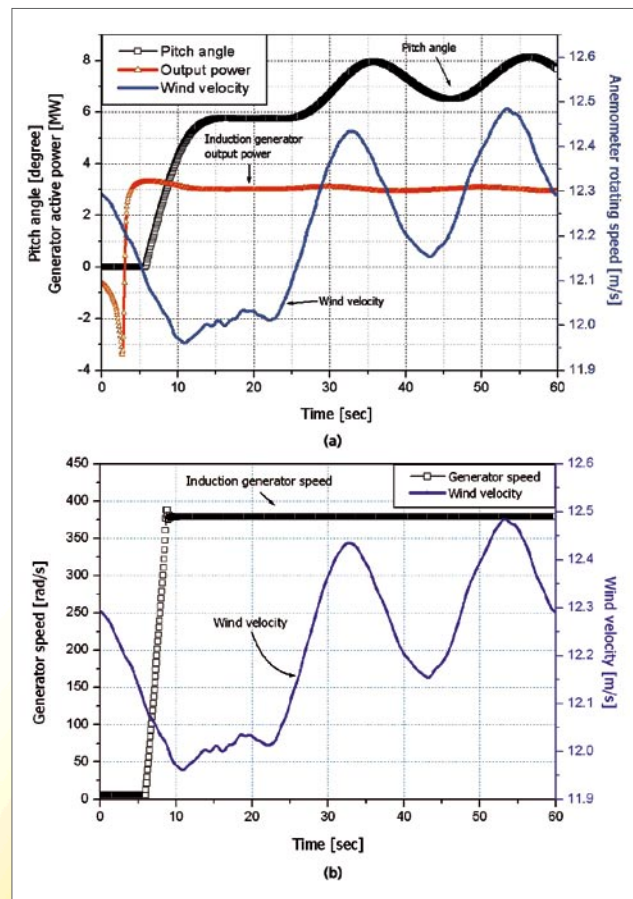 Pitch angle
Output power
Wind velocity
Pitch angle
Induction generator
output power
Wind velocity
8
6
4
2
0
-2
-4
Pitch angle [degree]
Generator active power [MW]
12.6
12.5
12.4
12.3
12.2
12.1
12.0
11.9
Anemometer rotating speed [m/s]
0 10 20 30 40 50 60
Time [sec]
(a)
450
400
350
300
250
200
150
100
50
0
Generator speed [rad/s]
Induction generator speed
Generator speed
Wind velocity
Wind velocity
12.6
12.5
12.4
12.3
12.2
12.1
12.0
11.9
Wind velocity [m/s]
0 10 20 30 40 50 60
Time [sec]
(b)